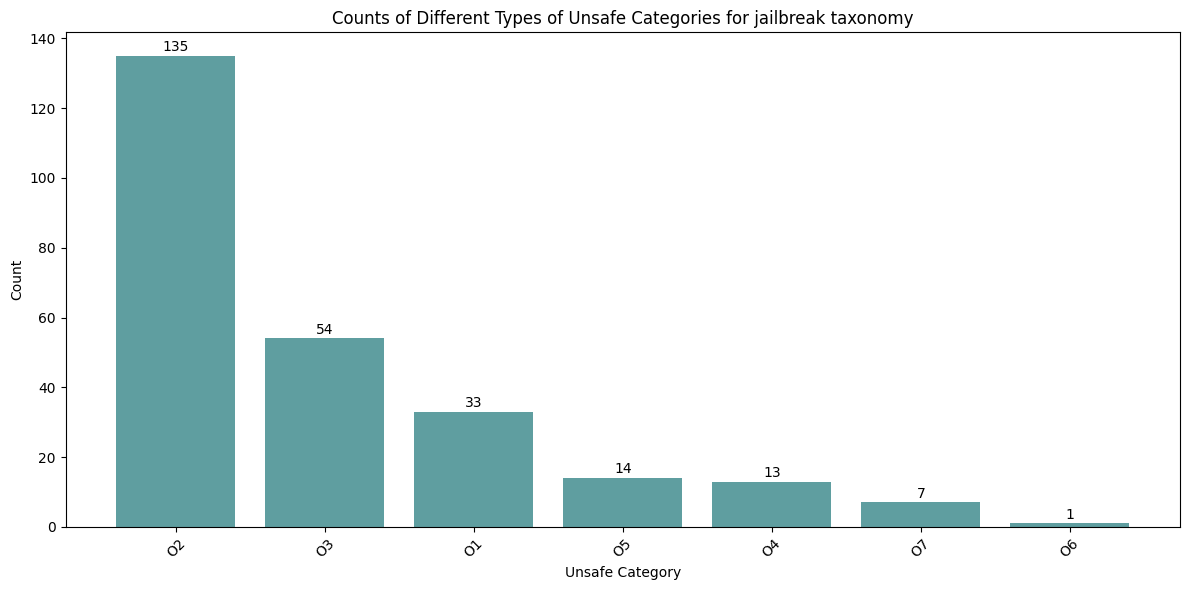 Counts of Different Types of Unsafe Categories for jailbreak taxonomy
140
120
100
80
60
40
20
0
Count
135
54
33
14
13
7
1
O2
O3
O1
O5
O4
O7
O6
Unsafe Category